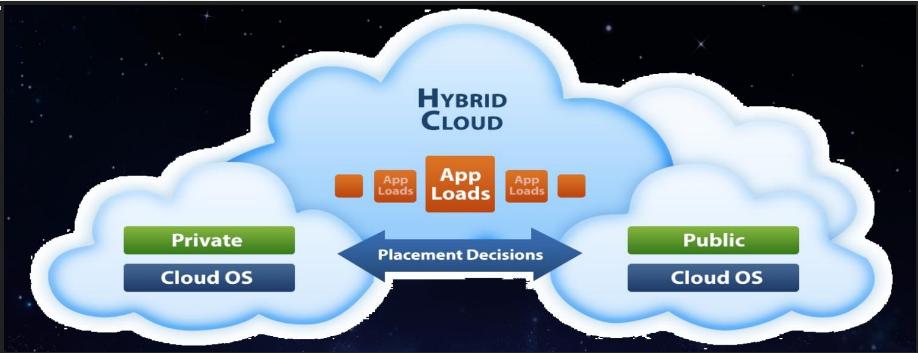 HYBRID
CLOUD
App
Loads
App
Loads
App
Loads
Placement Decisions
Private
Cloud OS
Public
Cloud OS